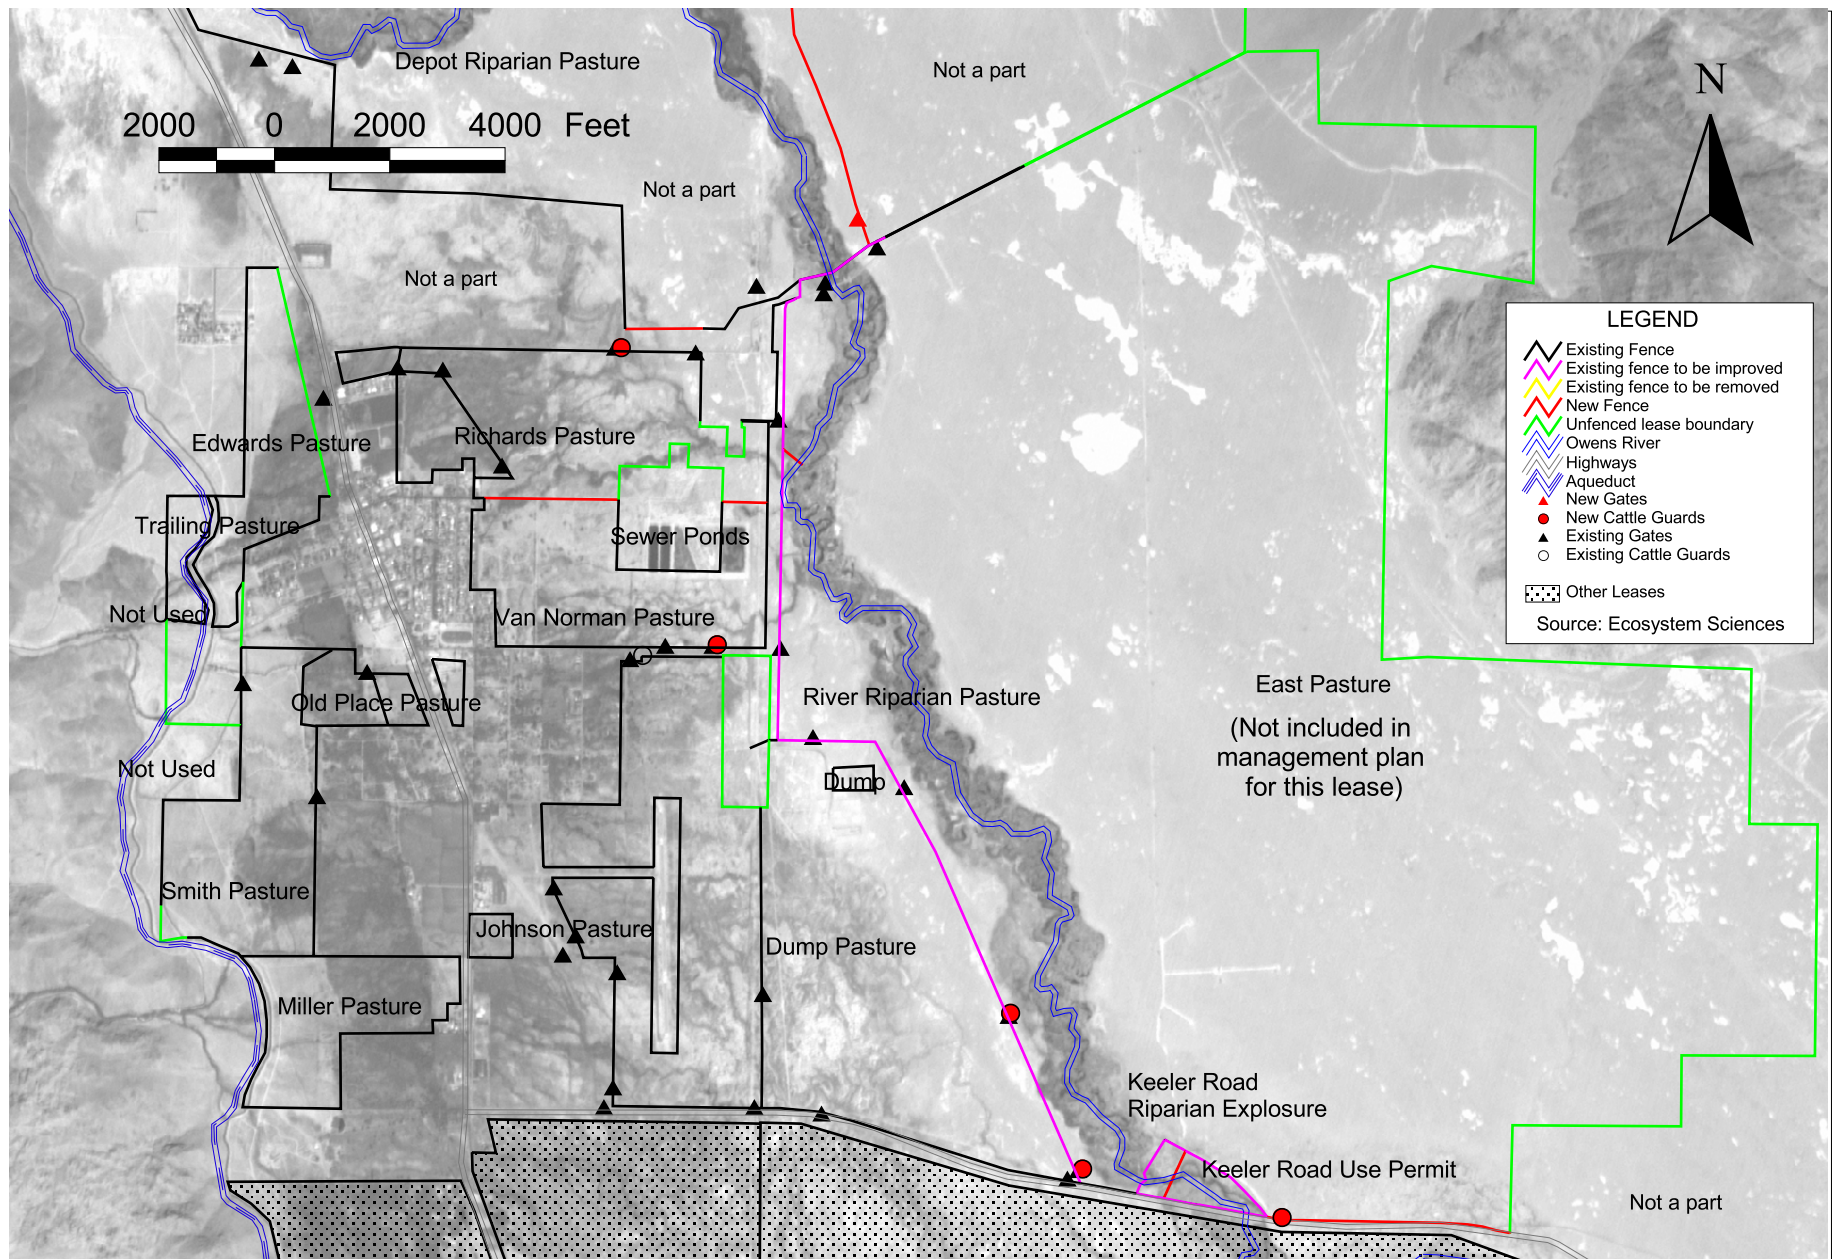 Depot Riparian Pasture
Not a part
N
2000 0 2000 4000 Feet
Not a part
Not a part
LEGEND
Existing Fence
Existing fence to be improved
Existing fence to be removed
New Fence
Unfenced lease boundary
Owens River
Highways
Aqueduct
New Gates
New Cattle Guards
Existing Gates
Existing Cattle Guards
Other Leases
Source: Ecosystem Sciences
Edwards Pasture
Richards Pasture
Trailing Pasture
Sewer Ponds
Not Used
Van Norman Pasture
Old Place Pasture
River Riparian Pasture
East Pasture
(Not included in
management plan
for this lease)
Not Used
Dump
Smith Pasture
Johnson Pasture
Dump Pasture
Miller Pasture
Keeler Road
Riparian Explosure
Keeler Road Use Permit
Not a part